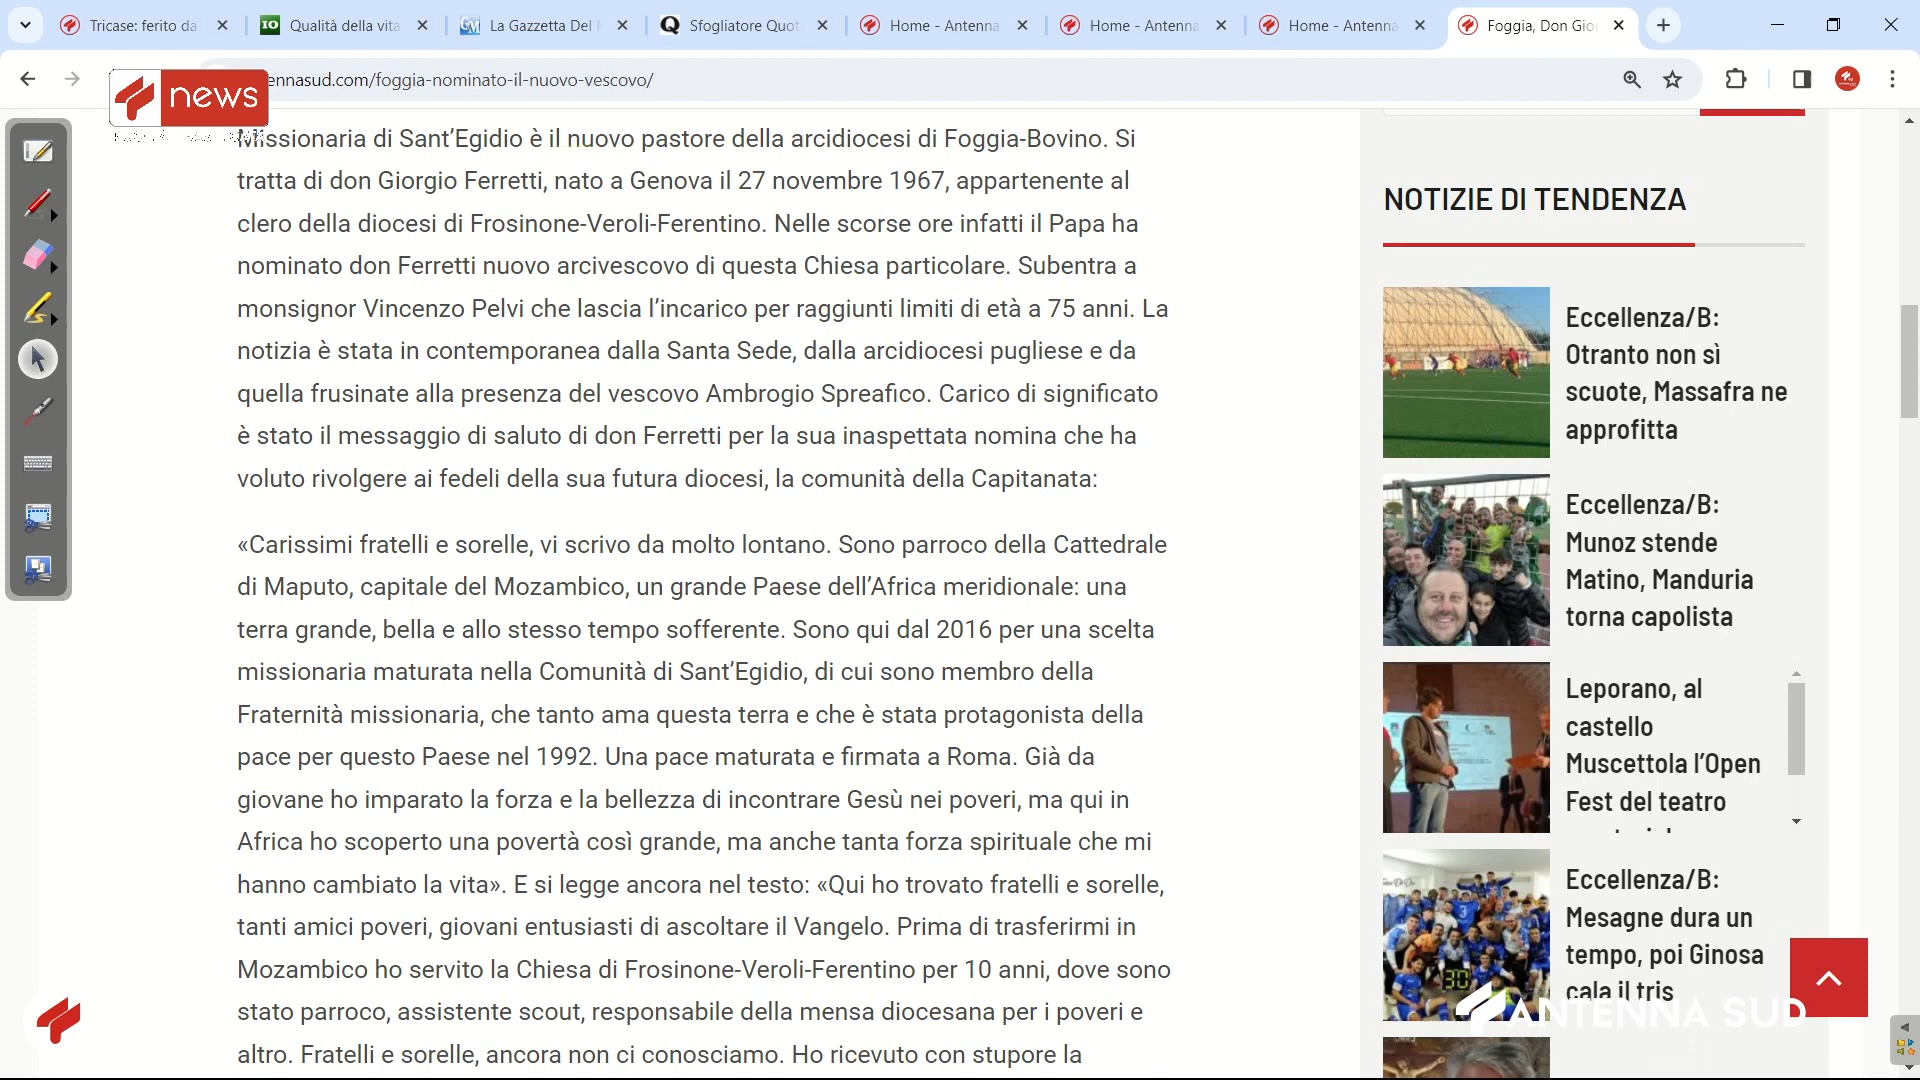 Tricase: ferito da
Qualità della vita
La Gazzetta Del
Sfogliatore Quot
Home - Antenna
Home - Antenna
Home - Antenna
Foggia, Don Gio
ennasud.com/foggia-nominato-il-nuovo-vescovo/
news
Missionaria di Sant’Egidio è il nuovo pastore della arcidiocesi di Foggia-Bovino. Si
tratta di don Giorgio Ferretti, nato a Genova il 27 novembre 1967, appartenente al
clero della diocesi di Frosinone-Veroli-Ferentino. Nelle scorse ore infatti il Papa ha
nominato don Ferretti nuovo arcivescovo di questa Chiesa particolare. Subentra a
monsignor Vincenzo Pelvi che lascia l’incarico per raggiunti limiti di età a 75 anni. La
notizia è stata in contemporanea dalla Santa Sede, dalla arcidiocesi pugliese e da
quella frusinate alla presenza del vescovo Ambrogio Spreafico. Carico di significato
è stato il messaggio di saluto di don Ferretti per la sua inaspettata nomina che ha
voluto rivolgere ai fedeli della sua futura diocesi, la comunità della Capitanata:
«Carissimi fratelli e sorelle, vi scrivo da molto lontano. Sono parroco della Cattedrale
di Maputo, capitale del Mozambico, un grande Paese dell’Africa meridionale: una
terra grande, bella e allo stesso tempo sofferente. Sono qui dal 2016 per una scelta
missionaria maturata nella Comunità di Sant’Egidio, di cui sono membro della
Fraternità missionaria, che tanto ama questa terra e che è stata protagonista della
pace per questo Paese nel 1992. Una pace maturata e firmata a Roma. Già da
giovane ho imparato la forza e la bellezza di incontrare Gesù nei poveri, ma qui in
Africa ho scoperto una povertà così grande, ma anche tanta forza spirituale che mi
hanno cambiato la vita». E si legge ancora nel testo: «Qui ho trovato fratelli e sorelle,
tanti amici poveri, giovani entusiasti di ascoltare il Vangelo. Prima di trasferirmi in
Mozambico ho servito la Chiesa di Frosinone-Veroli-Ferentino per 10 anni, dove sono
stato parroco, assistente scout, responsabile della mensa diocesana per i poveri e
altro. Fratelli e sorelle, ancora non ci conosciamo. Ho ricevuto con stupore la
NOTIZIE DI TENDENZA
Eccellenza/B:
Otranto non sì
scuote, Massafra ne
approfitta
Eccellenza/B:
Munoz stende
Matino, Manduria
torna capolista
Leporano, al
castello
Muscettola l’Open
Fest del teatro
Eccellenza/B:
Mesagne dura un
tempo, poi Ginosa
cala il tris
30
ANTENNA SUD